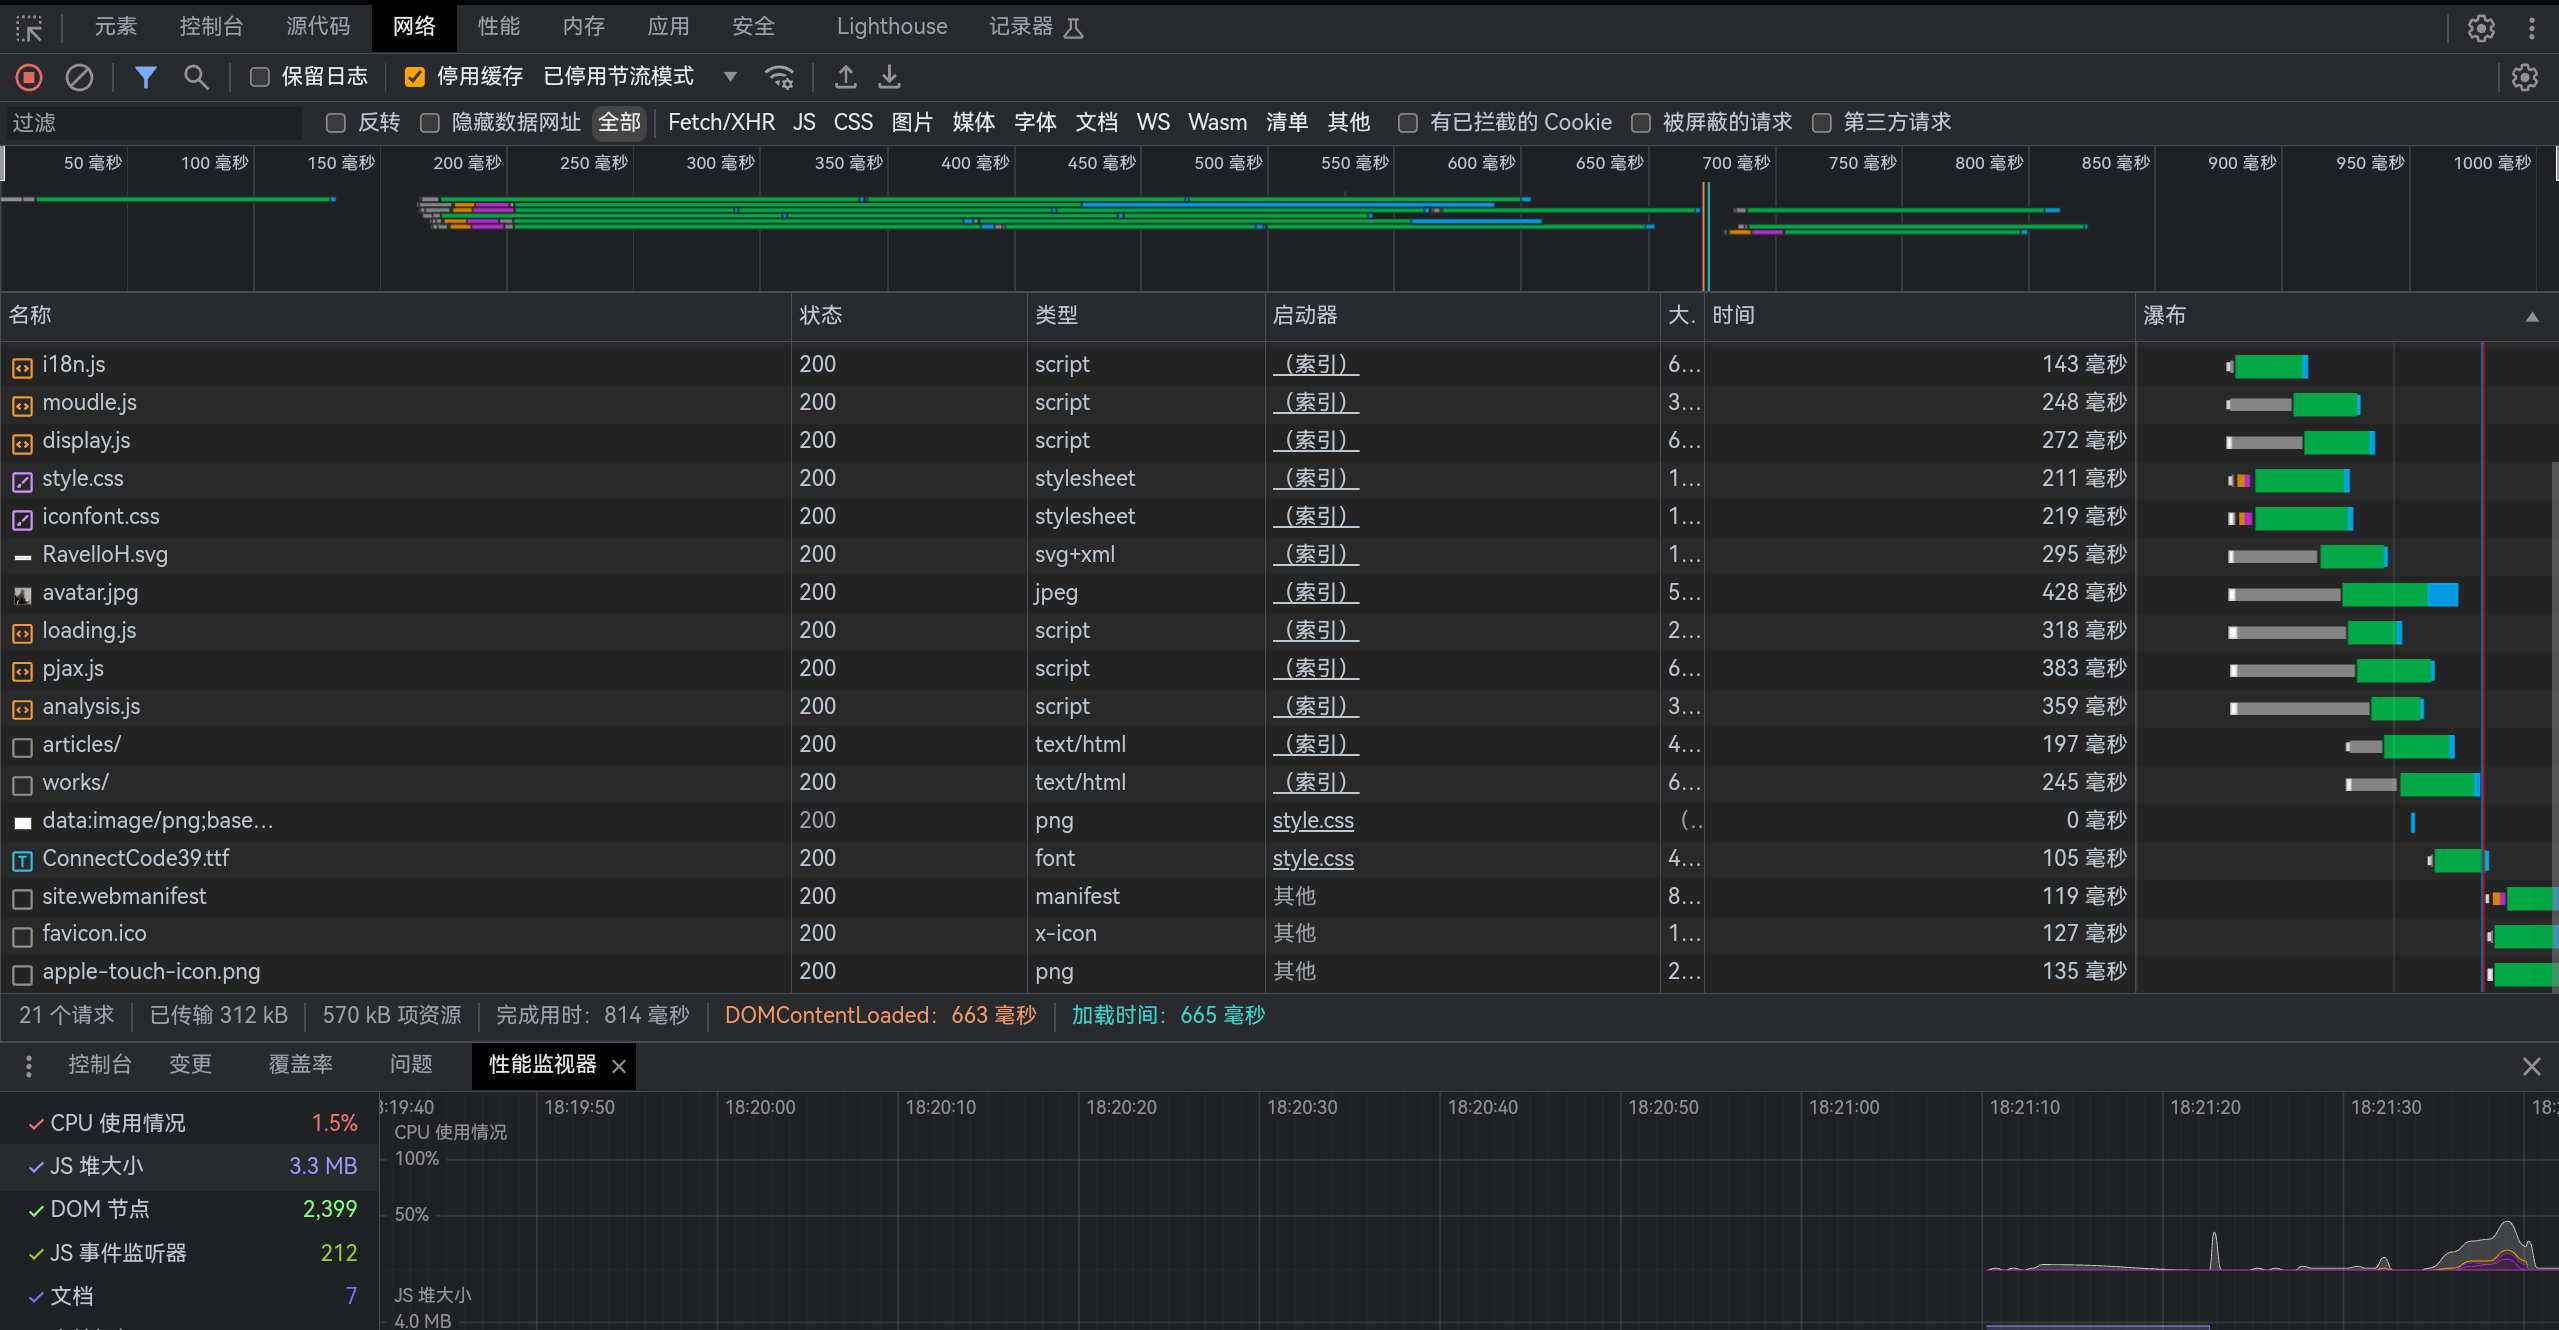 元素 控制台 源代码 网络 性能 内存 应用 安全 Lighthouse 记录器
保留日志 停用缓存 已停用节流模式
过滤 反转 隐藏数据网址 全部 Fetch/XHR JS CSS 图片 媒体 字体 文档 WS Wasm 清单 其他 有已拦截的 Cookie 被屏蔽的请求 第三方请求
50 毫秒 100 毫秒 150 毫秒 200 毫秒 250 毫秒 300 毫秒 350 毫秒 400 毫秒 450 毫秒 500 毫秒 550 毫秒 600 毫秒 650 毫秒 700 毫秒 750 毫秒 800 毫秒 850 毫秒 900 毫秒 950 毫秒 1000 毫秒
名称 状态 类型 启动器 大. 时间 瀑布
i18n.js 200 script （索引） 6... 143 毫秒
moudle.js 200 script （索引） 3... 248 毫秒
display.js 200 script （索引） 6... 272 毫秒
style.css 200 stylesheet （索引） 1... 211 毫秒
iconfont.css 200 stylesheet （索引） 1... 219 毫秒
RavelloH.svg 200 svg+xml （索引） 1... 295 毫秒
avatar.jpg 200 jpeg （索引） 5... 428 毫秒
loading.js 200 script （索引） 2... 318 毫秒
pjax.js 200 script （索引） 6... 383 毫秒
analysis.js 200 script （索引） 3... 359 毫秒
articles/ 200 text/html （索引） 4... 197 毫秒
works/ 200 text/html （索引） 6... 245 毫秒
data:image/png;base... 200 png style.css （.. 0 毫秒
ConnectCode39.ttf 200 font style.css 4... 105 毫秒
site.webmanifest 200 manifest 其他 8... 119 毫秒
favicon.ico 200 x-icon 其他 1... 127 毫秒
apple-touch-icon.png 200 png 其他 2... 135 毫秒
21 个请求 已传输 312 kB 570 kB 项资源 完成用时：814 毫秒 DOMContentLoaded：663 毫秒 加载时间：665 毫秒
控制台 变更 覆盖率 问题 性能监视器
3:19:40 18:19:50 18:20:00 18:20:10 18:20:20 18:20:30 18:20:40 18:20:50 18:21:00 18:21:10 18:21:20 18:21:30 18:
CPU 使用情况 1.5%
CPU 使用情况
100%
JS 堆大小 3.3 MB
DOM 节点 2,399
50%
JS 事件监听器 212
文档 7
JS 堆大小
4.0 MB